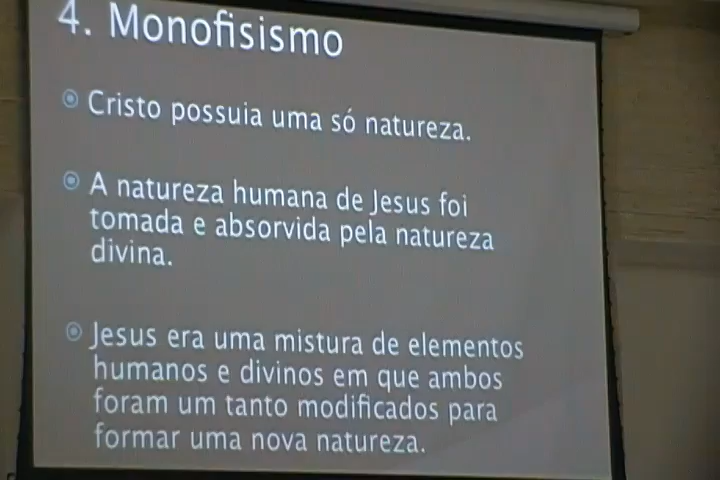 4. Monofisismo
Cristo possuia uma só natureza.
A natureza humana de Jesus foi
tomada e absorvida pela natureza
divina.
Jesus era uma mistura de elementos
humanos e divinos em que ambos
foram um tanto modificados para
formar uma nova natureza.